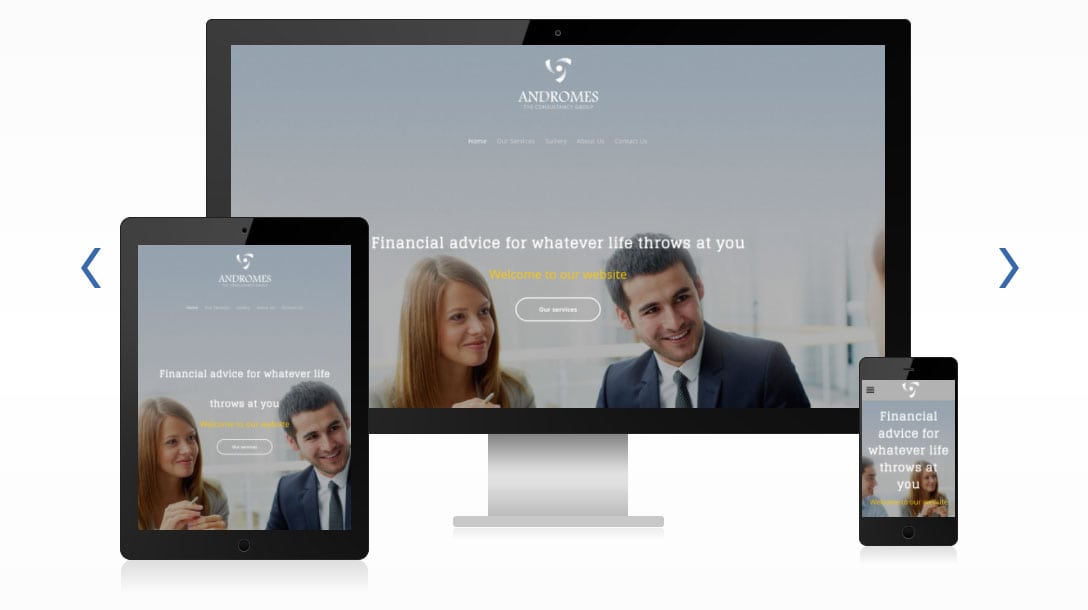 ANDROMES
THE CONSULTANCY GROUP
Home Our Services Gallery About Us Contact Us
Financial advice for whatever life throws at you
Welcome to our website
Our services
ANDROMES
THE CONSULTANCY GROUP
Home Our Services Gallery About Us Contact Us
Financial advice for whatever life
throws at you
Welcome to our website
Our services
Financial
advice for
whatever life
throws at
you
Welcome to our website